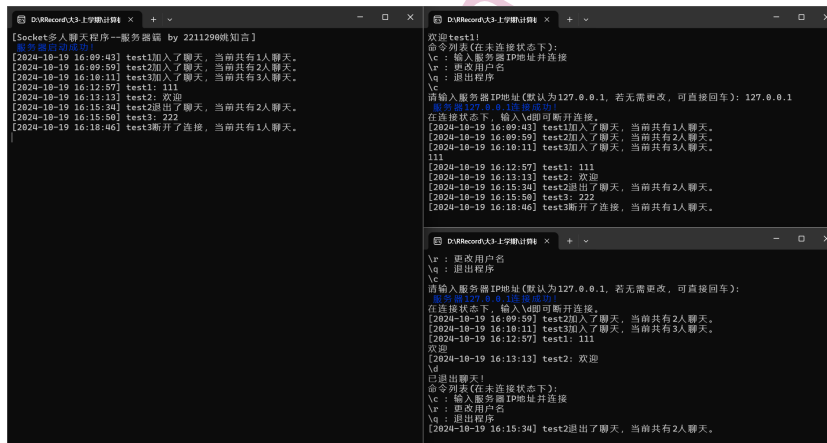 D:\RRecord\大3-上学期\计算机
[Socket多人聊天程序--服务器端 by 2211290姚知言]
服务器启动成功!
[2024-10-19 16:09:43] test1加入了聊天，当前共有1人聊天。
[2024-10-19 16:09:59] test2加入了聊天，当前共有2人聊天。
[2024-10-19 16:10:11] test3加入了聊天，当前共有3人聊天。
[2024-10-19 16:12:57] test1: 111
[2024-10-19 16:13:13] test2: 欢迎
[2024-10-19 16:15:34] test2退出了聊天，当前共有2人聊天。
[2024-10-19 16:15:50] test3: 222
[2024-10-19 16:18:46] test3断开了连接，当前共有1人聊天。
D:\RRecord\大3-上学期\计算机
欢迎test1!
命令列表(在未连接状态下):
\c : 输入服务器IP地址并连接
\r : 更改用户名
\q : 退出程序
\c
请输入服务器IP地址(默认为127.0.0.1, 若无需更改, 可直接回车): 127.0.0.1
服务器127.0.0.1连接成功!
在连接状态下, 输入\d即可断开连接。
[2024-10-19 16:09:43] test1加入了聊天，当前共有1人聊天。
[2024-10-19 16:09:59] test2加入了聊天，当前共有2人聊天。
[2024-10-19 16:10:11] test3加入了聊天，当前共有3人聊天。
111
[2024-10-19 16:12:57] test1: 111
[2024-10-19 16:13:13] test2: 欢迎
[2024-10-19 16:15:34] test2退出了聊天，当前共有2人聊天。
[2024-10-19 16:15:50] test3: 222
[2024-10-19 16:18:46] test3断开了连接，当前共有1人聊天。
D:\RRecord\大3-上学期\计算机
\r : 更改用户名
\q : 退出程序
\c
请输入服务器IP地址(默认为127.0.0.1, 若无需更改, 可直接回车):
服务器127.0.0.1连接成功!
在连接状态下, 输入\d即可断开连接。
[2024-10-19 16:09:59] test2加入了聊天，当前共有2人聊天。
[2024-10-19 16:10:11] test3加入了聊天，当前共有3人聊天。
[2024-10-19 16:12:57] test1: 111
欢迎
[2024-10-19 16:13:13] test2: 欢迎
\d
已退出聊天!
命令列表(在未连接状态下):
\c : 输入服务器IP地址并连接
\r : 更改用户名
\q : 退出程序
[2024-10-19 16:15:34] test2退出了聊天，当前共有2人聊天。